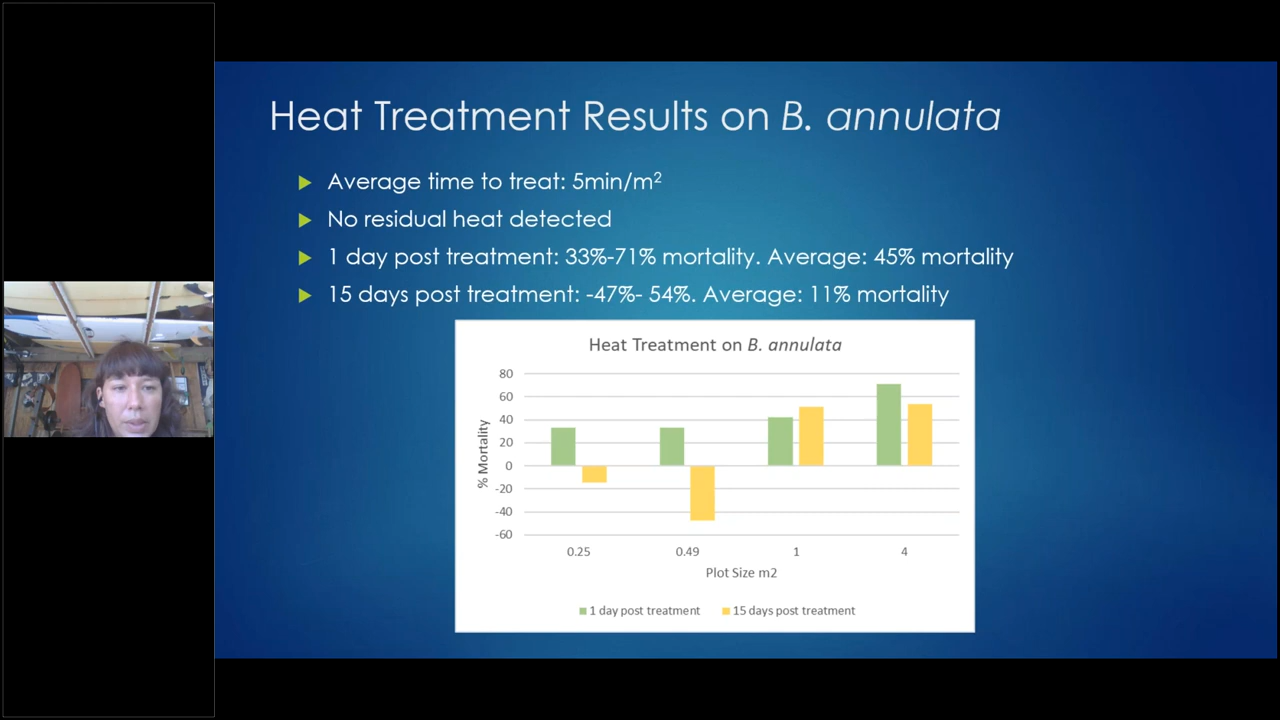 Heat Treatment Results on B. annulata
Average time to treat: 5min/m²
No residual heat detected
1 day post treatment: 33%-71% mortality. Average: 45% mortality
15 days post treatment: -47%- 54%. Average: 11% mortality
Heat Treatment on B. annulata
% Mortality
80
60
40
20
0
-20
-40
-60
0.25 0.49 1 4
Plot Size m2
1 day post treatment 15 days post treatment